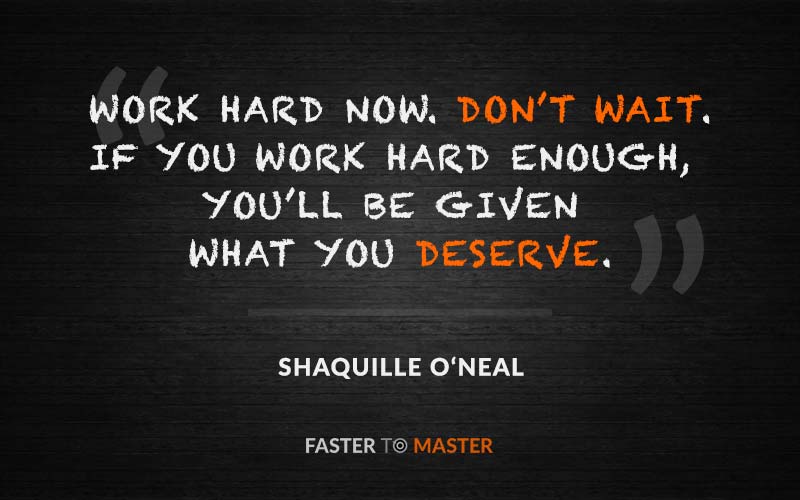 WORK HARD NOW. DON'T WAIT.
IF YOU WORK HARD ENOUGH,
YOU'LL BE GIVEN
WHAT YOU DESERVE.
SHAQUILLE O‘NEAL
FASTER TO MASTER